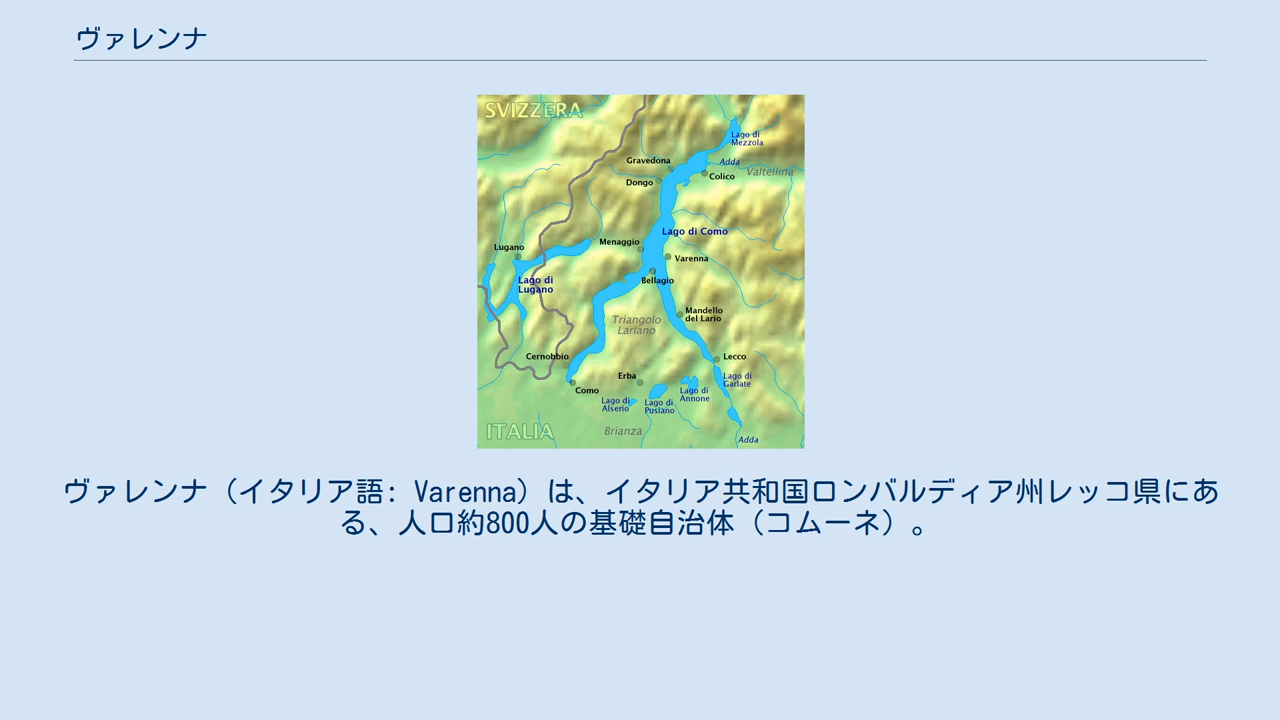 ヴァレンナ
SVIZZERA
Lago di
Mezzola
Gravedona
Adda
Valtellina
Dongo
Colico
Lago di Como
Menaggio
Lugano
Varenna
Bellagio
Lago di
Lugano
Mandello
del Lario
Triangolo
Lariano
Cernobbio
Lecco
Erba
Lago di
Garlate
Como
Lago di
Annone
Lago di
Alserio
Lago di
Pusiano
ITALIA
Brianza
Adda
ヴァレンナ（イタリア語: Varenna）は、イタリア共和国ロンバルディア州レッコ県にあ
る、人口約800人の基礎自治体（コムーネ）。